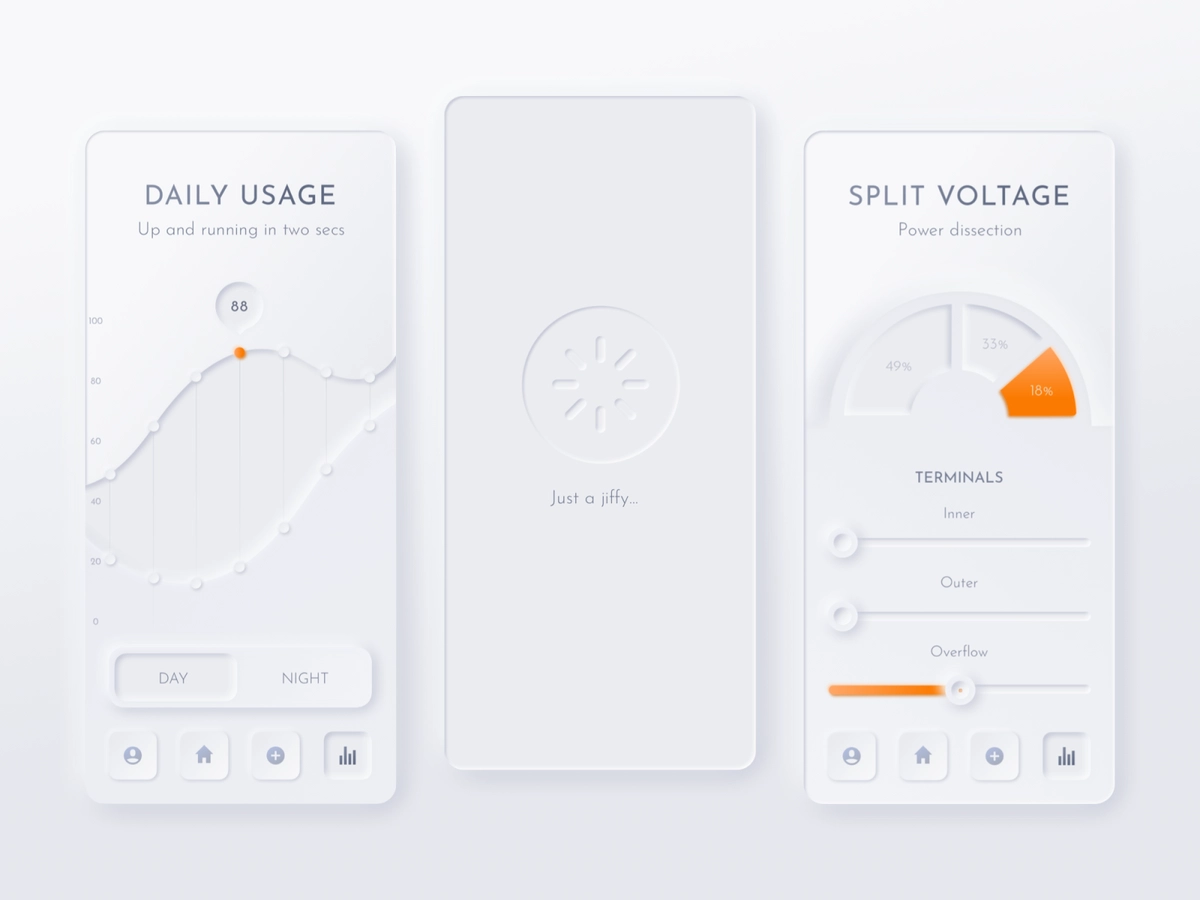 DAILY USAGE
Up and running in two secs
88
100
80
60
40
20
0
DAY NIGHT
Just a jiffy...
SPLIT VOLTAGE
Power dissection
49%
33%
18%
TERMINALS
Inner
Outer
Overflow